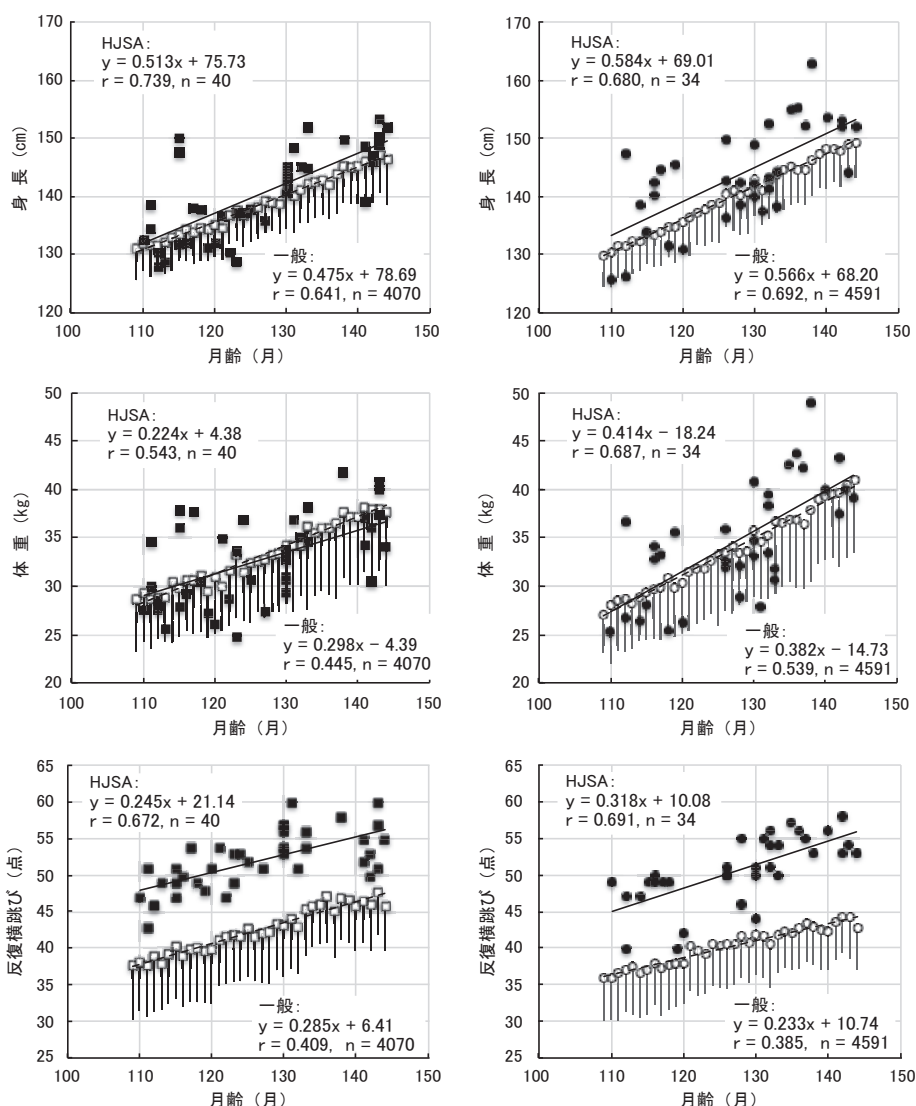 170
160
150
140
130
120
身 長 (cm)
HJSA:
y = 0.513x + 75.73
r = 0.739, n = 40
一般:
y = 0.475x + 78.69
r = 0.641, n = 4070
100 110 120 130 140 150
月齢 (月)
170
160
150
140
130
120
身 長 (cm)
HJSA:
y = 0.584x + 69.01
r = 0.680, n = 34
一般:
y = 0.566x + 68.20
r = 0.692, n = 4591
100 110 120 130 140 150
月齢 (月)
50
45
40
35
30
25
20
体 重 (kg)
HJSA:
y = 0.224x + 4.38
r = 0.543, n = 40
一般:
y = 0.298x − 4.39
r = 0.445, n = 4070
100 110 120 130 140 150
月齢 (月)
50
45
40
35
30
25
20
体 重 (kg)
HJSA:
y = 0.414x − 18.24
r = 0.687, n = 34
一般:
y = 0.382x − 14.73
r = 0.539, n = 4591
100 110 120 130 140 150
月齢 (月)
65
60
55
50
45
40
35
30
25
反復横跳び (点)
HJSA:
y = 0.245x + 21.14
r = 0.672, n = 40
一般:
y = 0.285x + 6.41
r = 0.409, n = 4070
100 110 120 130 140 150
月齢 (月)
65
60
55
50
45
40
35
30
25
反復横跳び (点)
HJSA:
y = 0.318x + 10.08
r = 0.691, n = 34
一般:
y = 0.233x + 10.74
r = 0.385, n = 4591
100 110 120 130 140 150
月齢 (月)